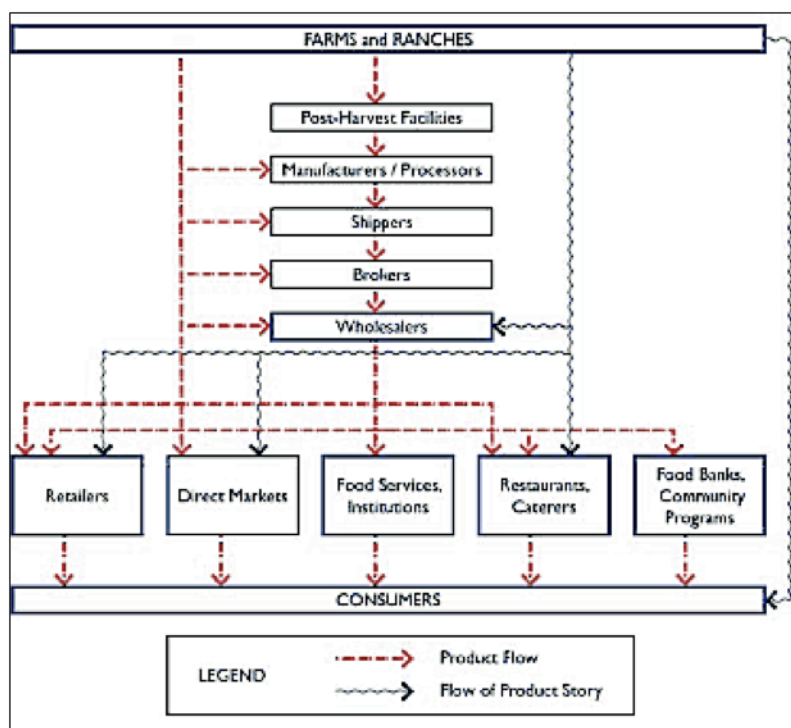 FARMS and RANCHES
Post-Harvest Facilities
Manufacturers / Processors
Shippers
Brokers
Wholesalers
Retailers
Direct Markets
Food Services,
Institutions
Restaurants,
Caterers
Food Banks,
Community
Programs
CONSUMERS
LEGEND
Product Flow
Flow of Product Story